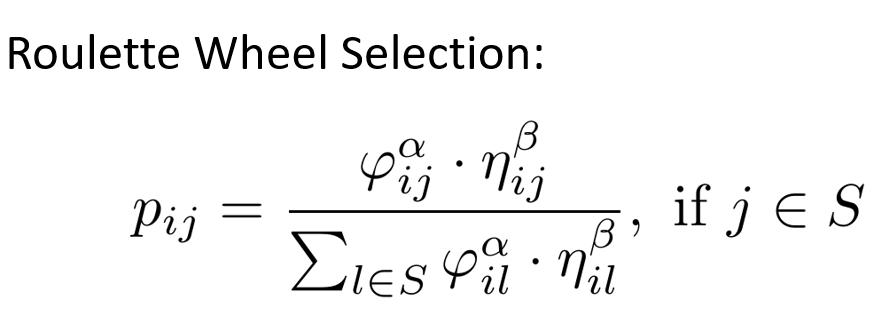 Roulette Wheel Selection:
p_{ij} = \frac{\varphi_{ij}^{\alpha} \cdot \eta_{ij}^{\beta}}{\sum_{l \in S} \varphi_{il}^{\alpha} \cdot \eta_{il}^{\beta}}, if j ∈ S